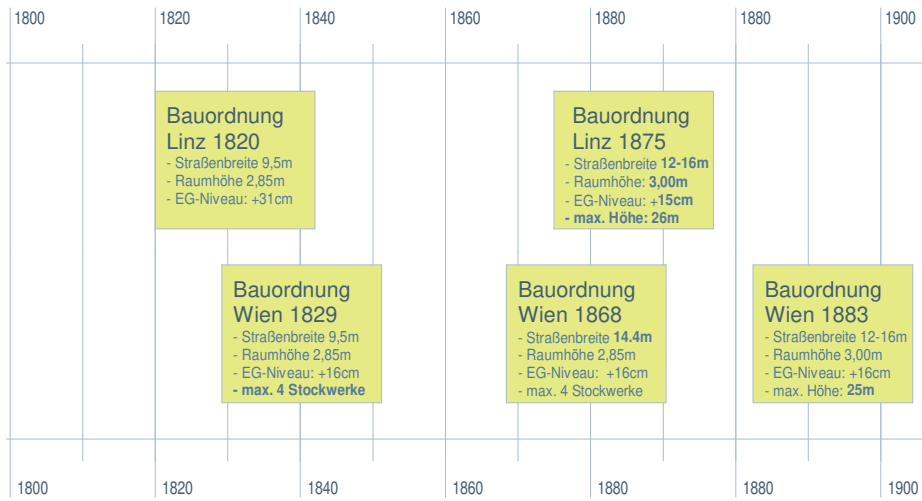 1800 1820 1840 1860 1880 1880 1900
Bauordnung
Linz 1820
- Straßenbreite 9,5m
- Raumhöhe 2,85m
- EG-Niveau: +31cm
Bauordnung
Linz 1875
- Straßenbreite 12-16m
- Raumhöhe: 3,00m
- EG-Niveau: +15cm
- max. Höhe: 26m
Bauordnung
Wien 1829
- Straßenbreite 9,5m
- Raumhöhe 2,85m
- EG-Niveau: +16cm
- max. 4 Stockwerke
Bauordnung
Wien 1868
- Straßenbreite 14.4m
- Raumhöhe 2,85m
- EG-Niveau: +16cm
- max. 4 Stockwerke
Bauordnung
Wien 1883
- Straßenbreite 12-16m
- Raumhöhe 3,00m
- EG-Niveau: +16cm
- max. Höhe: 25m
1800 1820 1840 1860 1880 1880 1900